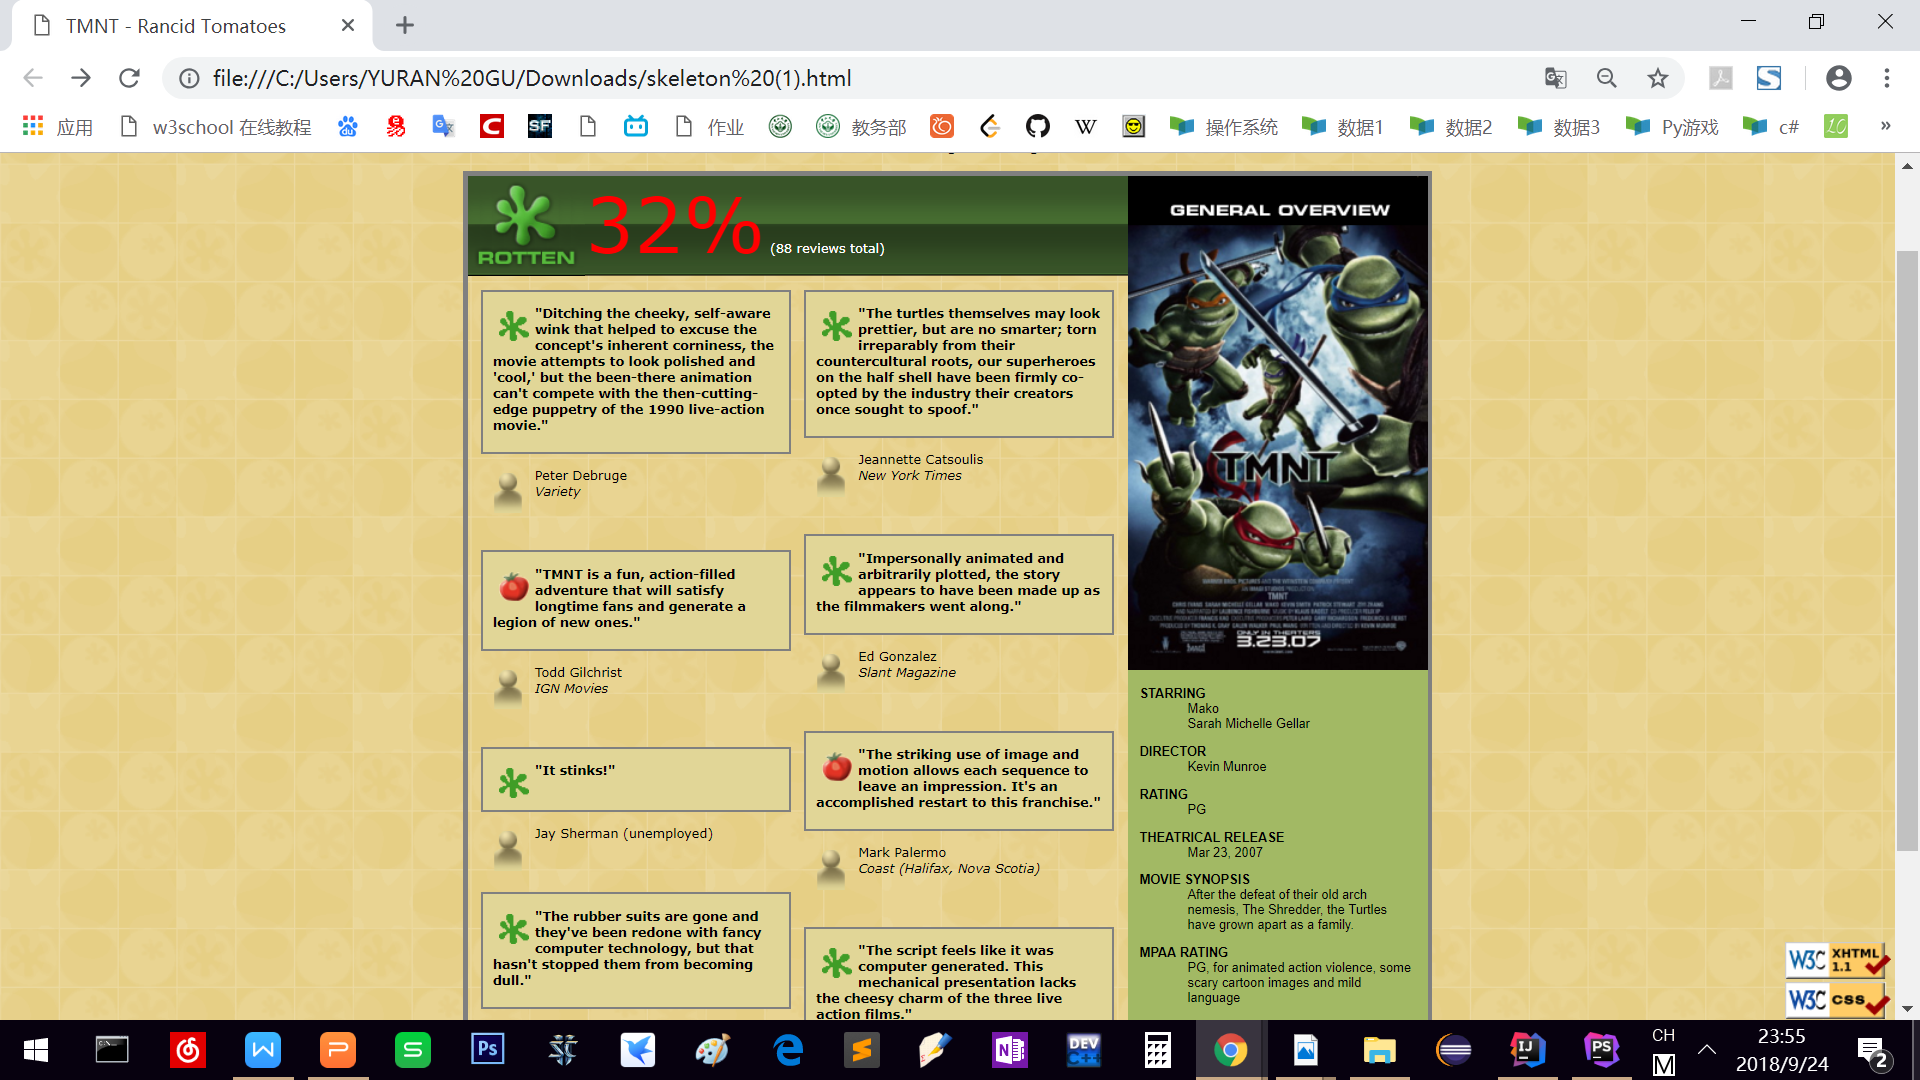 TMNT - Rancid Tomatoes
file:///C:/Users/YURAN%20GU/Downloads/skeleton%20(1).html
应用
w3school 在线教程
作业
教务部
操作系统
数据1
数据2
数据3
Py游戏
c#
»
ROTTEN
32%
(88 reviews total)
"Ditching the cheeky, self-aware
wink that helped to excuse the
concept's inherent corniness, the
movie attempts to look polished and
'cool,' but the been-there animation
can't compete with the then-cutting-
edge puppetry of the 1990 live-action
movie."
Peter Debruge
Variety
"TMNT is a fun, action-filled
adventure that will satisfy
longtime fans and generate a
legion of new ones."
Todd Gilchrist
IGN Movies
"It stinks!"
Jay Sherman (unemployed)
"The rubber suits are gone and
they've been redone with fancy
computer technology, but that
hasn't stopped them from becoming
dull."
"The turtles themselves may look
prettier, but are no smarter; torn
irreparably from their
countercultural roots, our superheroes
on the half shell have been firmly co-
opted by the industry their creators
once sought to spoof."
Jeannette Catsoulis
New York Times
"Impersonally animated and
arbitrarily plotted, the story
appears to have been made up as
the filmmakers went along."
Ed Gonzalez
Slant Magazine
"The striking use of image and
motion allows each sequence to
leave an impression. It's an
accomplished restart to this franchise."
Mark Palermo
Coast (Halifax, Nova Scotia)
"The script feels like it was
computer generated. This
mechanical presentation lacks
the cheesy charm of the three live
action films."
GENERAL OVERVIEW
TMNT
TMNT
ONLY IN THEATERS
3.23.07
STARRING
Mako
Sarah Michelle Gellar
DIRECTOR
Kevin Munroe
RATING
PG
THEATRICAL RELEASE
Mar 23, 2007
MOVIE SYNOPSIS
After the defeat of their old arch
nemesis, The Shredder, the Turtles
have grown apart as a family.
MPAA RATING
PG, for animated action violence, some
scary cartoon images and mild
language
W3C XHTML 1.1
W3C CSS
CH
M
23:55
2018/9/24
2